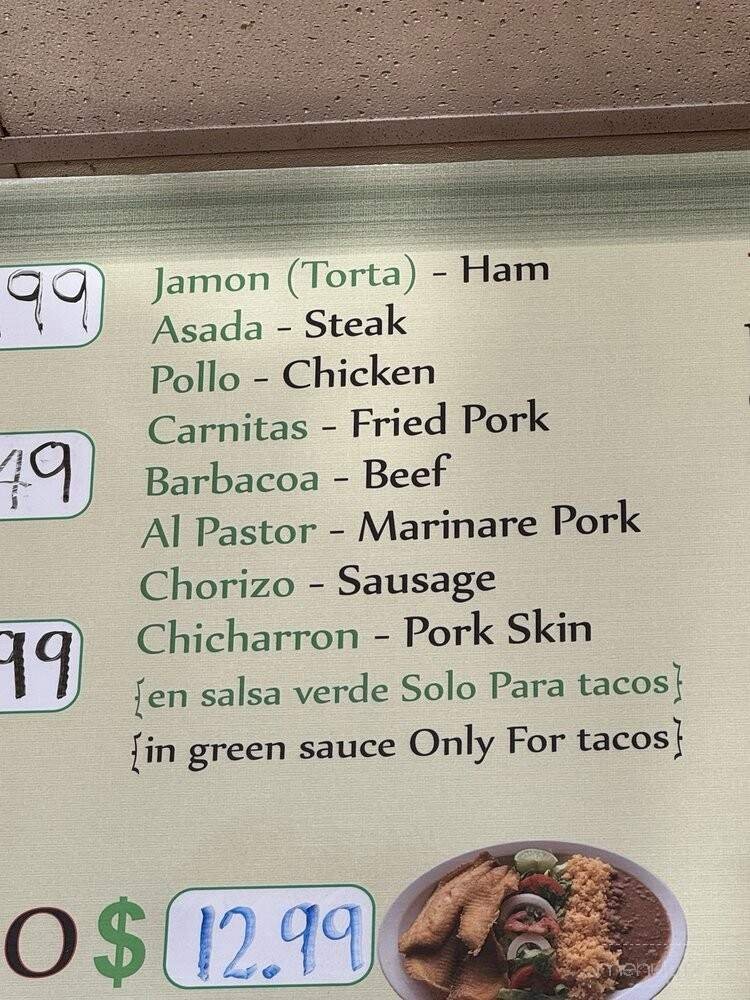 99
Jamon (Torta) - Ham
Asada - Steak
Pollo - Chicken
49
Carnitas - Fried Pork
Barbacoa - Beef
Al Pastor - Marinare Pork
Chorizo - Sausage
99
Chicharron - Pork Skin
{en salsa verde Solo Para tacos}
{in green sauce Only For tacos}
O $ 12.99